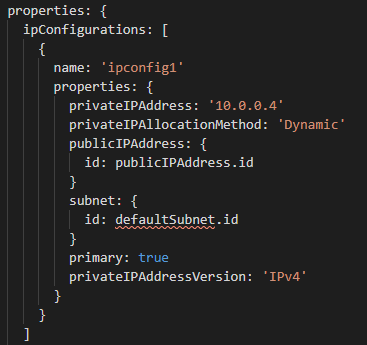 properties: {
ipConfigurations: [
{
name: 'ipconfig1'
properties: {
privateIPAddress: '10.0.0.4'
privateIPAllocationMethod: 'Dynamic'
publicIPAddress: {
id: publicIPAddress.id
}
subnet: {
id: defaultSubnet.id
}
primary: true
privateIPAddressVersion: 'IPv4'
}
}
]